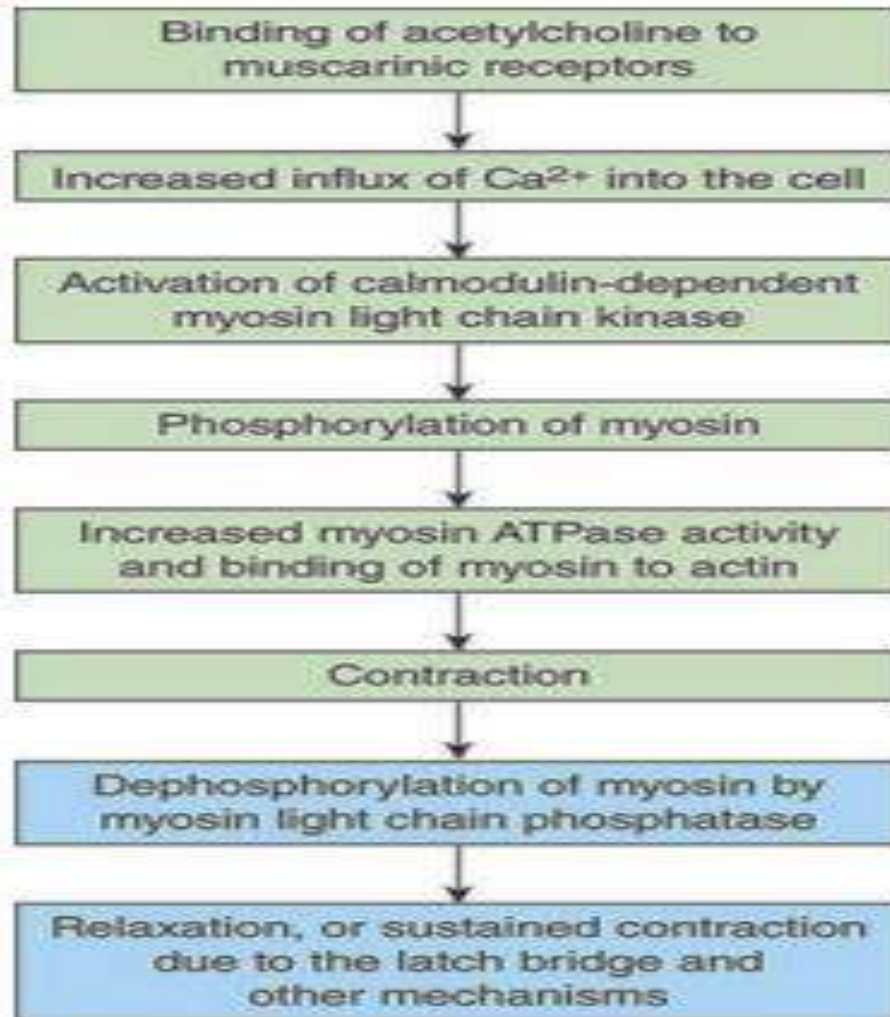 Binding of acetylcholine to
muscarinic receptors
Increased influx of Ca²⁺ into the cell
Activation of calmodulin-dependent
myosin light chain kinase
Phosphorylation of myosin
Increased myosin ATPase activity
and binding of myosin to actin
Contraction
Dephosphorylation of myosin by
myosin light chain phosphatase
Relaxation, or sustained contraction
due to the latch bridge and
other mechanisms